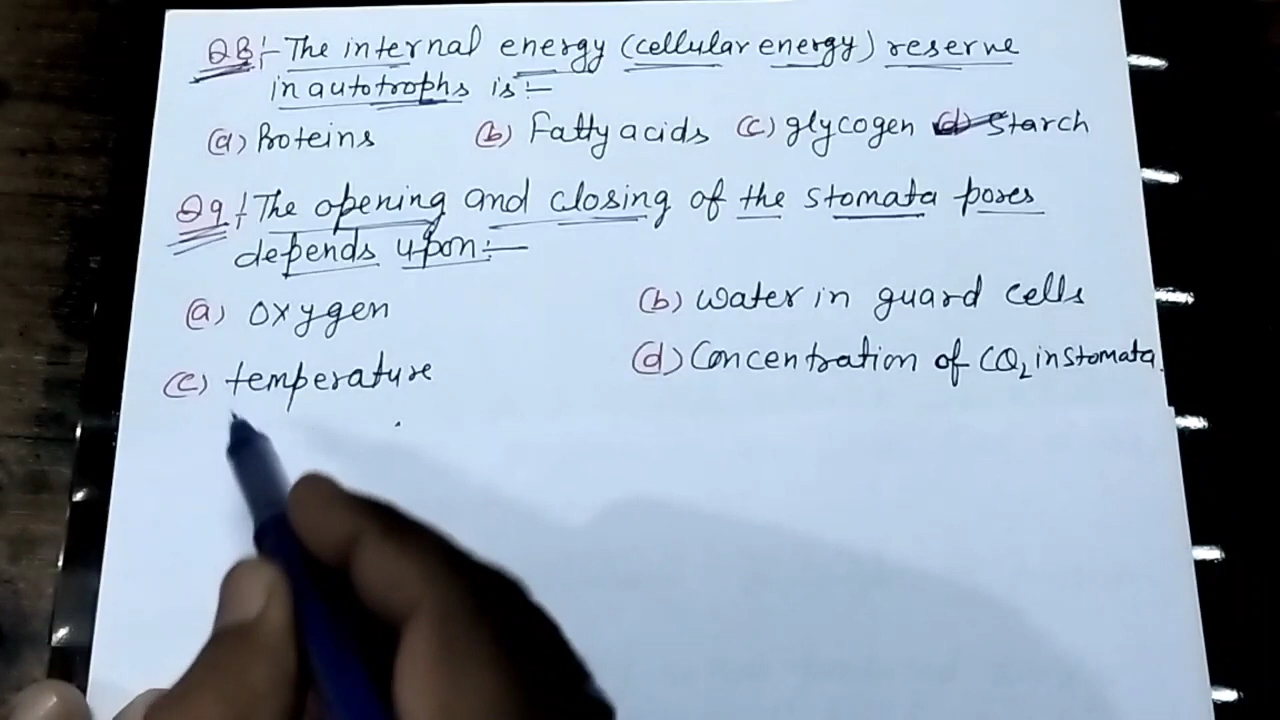 Q8:- The internal energy (cellular energy) reserve
in autotrophs is:-
(a) Proteins (b) Fatty acids (c) glycogen (d) Starch
Q9:- The opening and closing of the stomata pores
depends upon:-
(a) oxygen (b) water in guard cells
(c) temperature (d) Concentration of CO₂ in stomata.